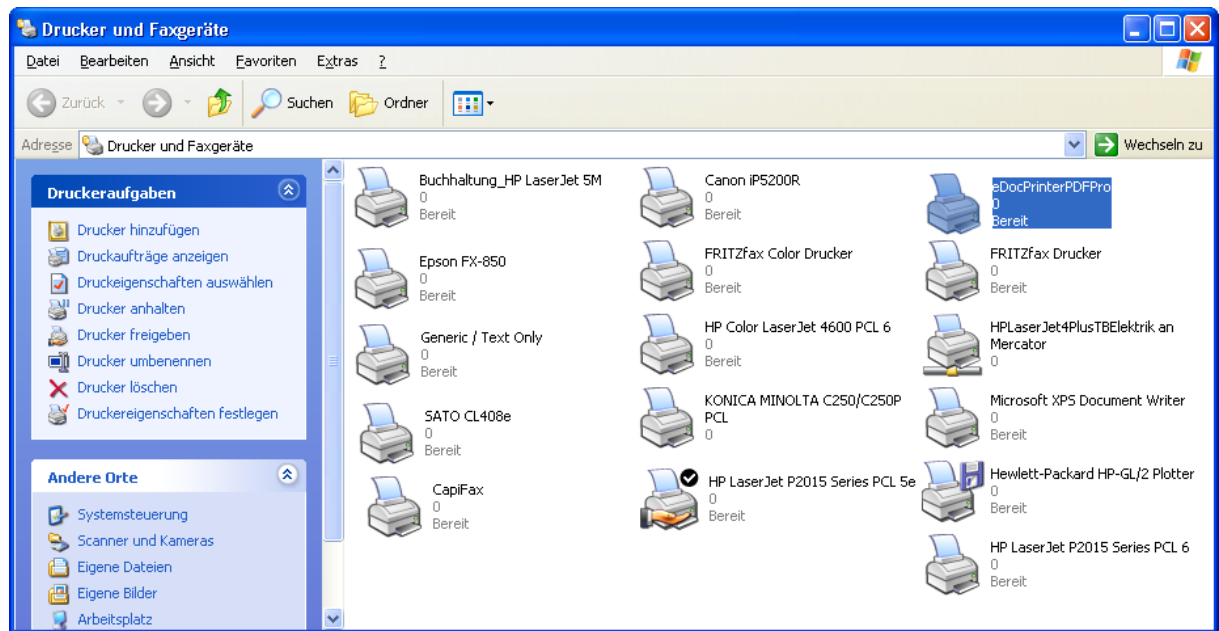 Drucker und Faxgeräte
Datei Bearbeiten Ansicht Favoriten Extras ?
Zurück Suchen Ordner
Adresse Drucker und Faxgeräte Wechseln zu
Druckeraufgaben
Drucker hinzufügen
Druckaufträge anzeigen
Druckeigenschaften auswählen
Drucker anhalten
Drucker freigeben
Drucker umbenennen
Drucker löschen
Druckereigenschaften festlegen
Andere Orte
Systemsteuerung
Scanner und Kameras
Eigene Dateien
Eigene Bilder
Arbeitsplatz
Buchhaltung_HP LaserJet 5M
0
Bereit
Epson FX-850
0
Bereit
Generic / Text Only
0
Bereit
SATO CL408e
0
Bereit
CapiFax
0
Bereit
Canon iP5200R
0
Bereit
FRITZfax Color Drucker
0
Bereit
HP Color LaserJet 4600 PCL 6
0
Bereit
KONICA MINOLTA C250/C250P
PCL
0
HP LaserJet P2015 Series PCL 5e
0
Bereit
eDocPrinterPDFPro
0
Bereit
FRITZfax Drucker
0
Bereit
HPLaserJet4PlusTBElektrik an
Mercator
0
Microsoft XPS Document Writer
0
Bereit
Hewlett-Packard HP-GL/2 Plotter
0
Bereit
HP LaserJet P2015 Series PCL 6
0
Bereit